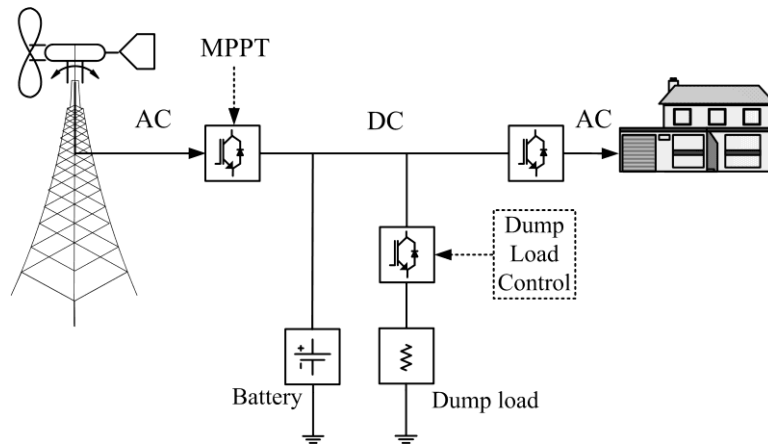 MPPT
AC
DC
AC
Dump
Load
Control
Battery
Dump load